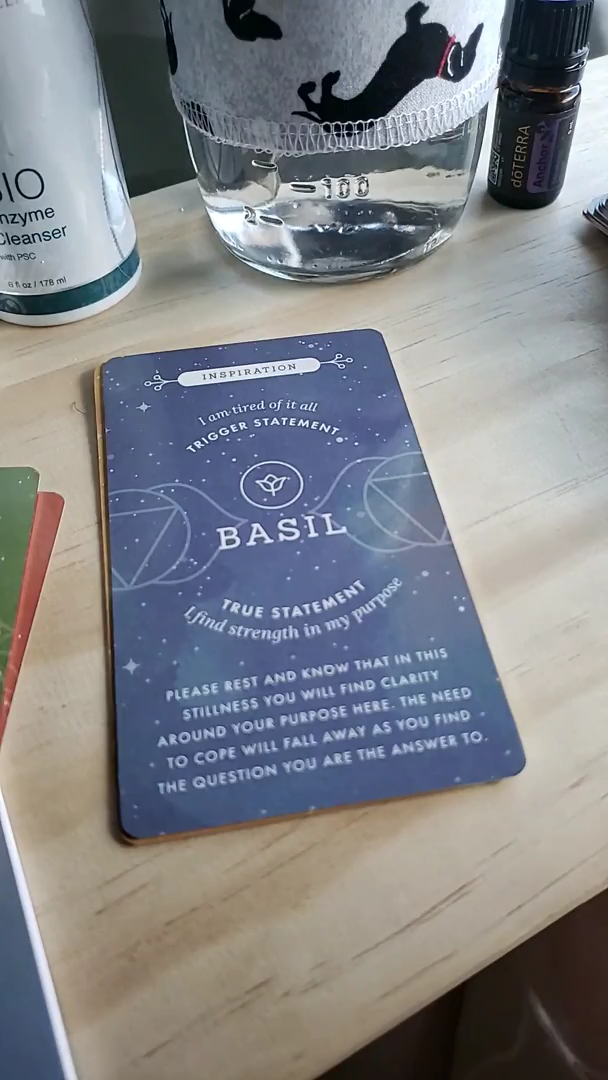 IO
nzyme
Cleanser
with PSC
6 fl oz / 178 ml
100
2
dōTERRA
Anchor
INSPIRATION
I am tired of it all
TRIGGER STATEMENT
BASIL
TRUE STATEMENT
I find strength in my purpose
PLEASE REST AND KNOW THAT IN THIS
STILLNESS YOU WILL FIND CLARITY
AROUND YOUR PURPOSE HERE. THE NEED
TO COPE WILL FALL AWAY AS YOU FIND
THE QUESTION YOU ARE THE ANSWER TO.